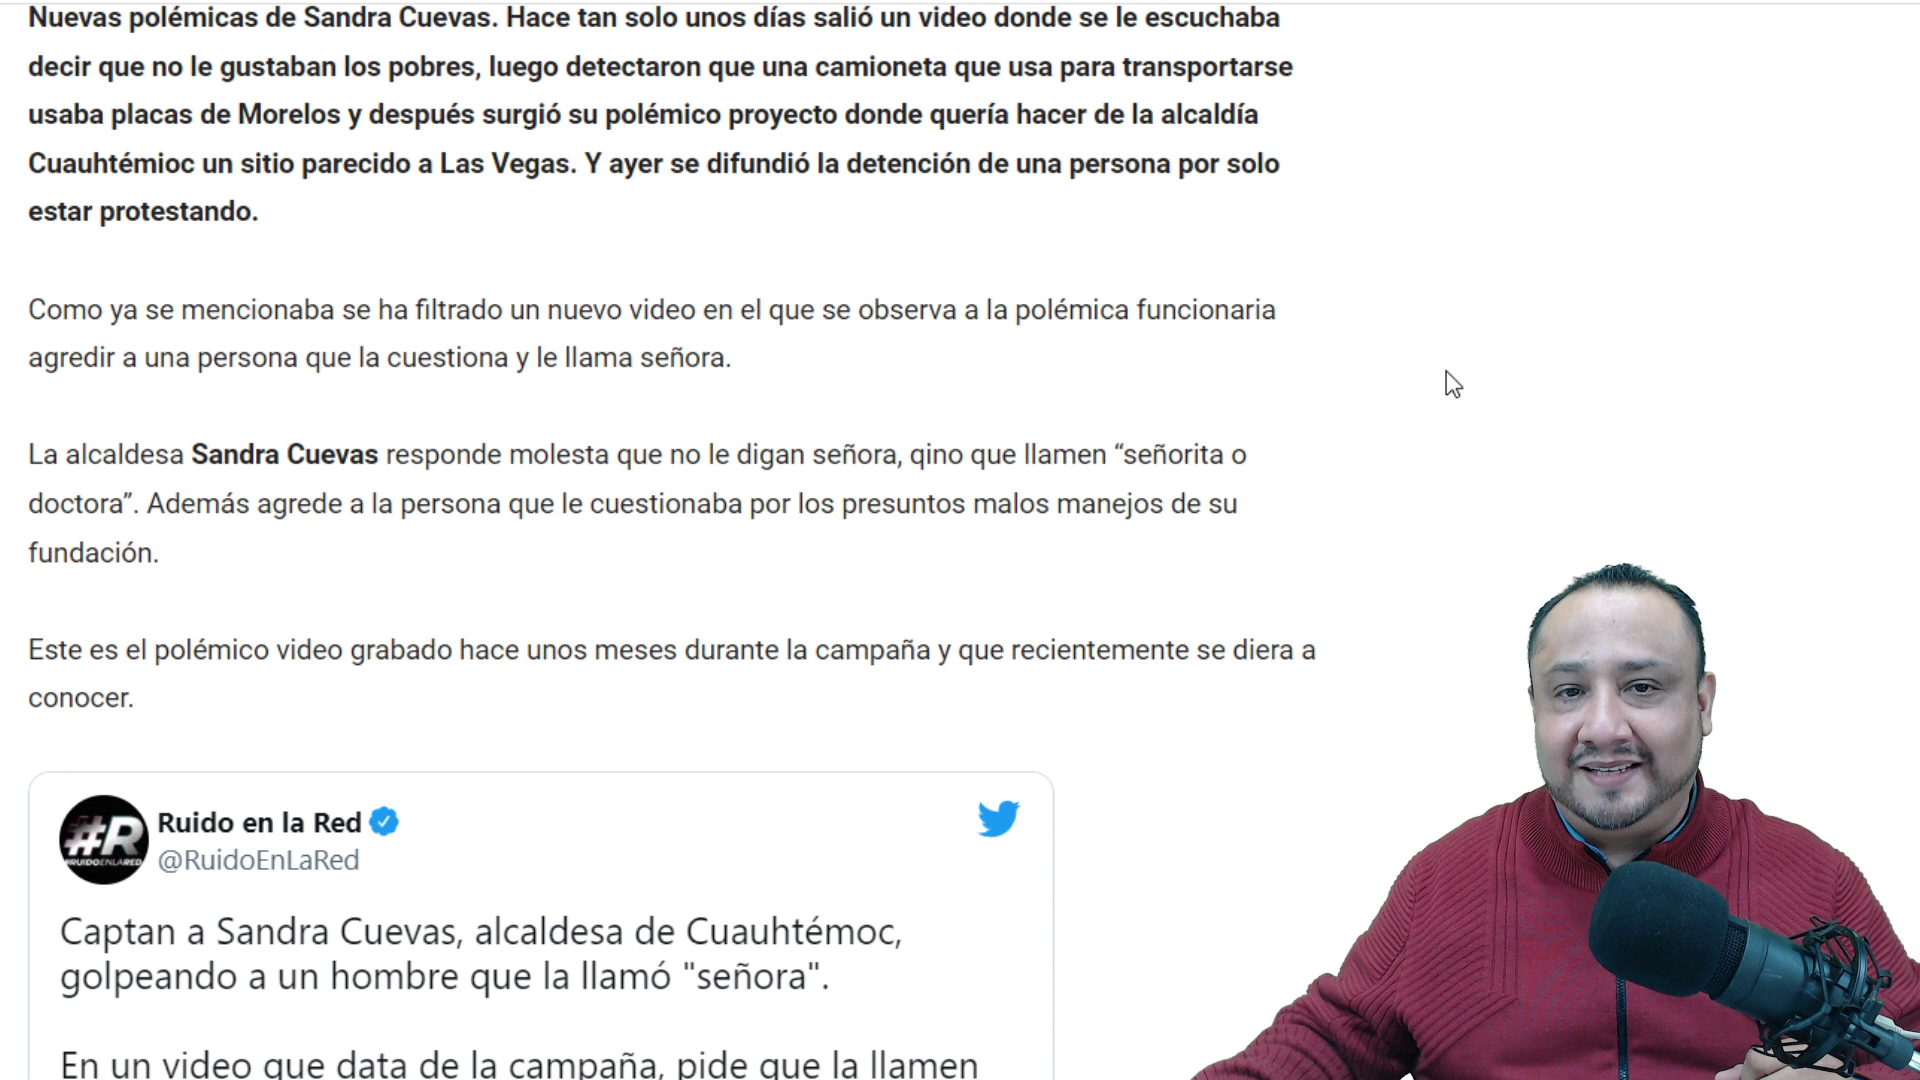 Nuevas polémicas de Sandra Cuevas. Hace tan solo unos días salió un video donde se le escuchaba
decir que no le gustaban los pobres, luego detectaron que una camioneta que usa para transportarse
usaba placas de Morelos y después surgió su polémico proyecto donde quería hacer de la alcaldía
Cuauhtémioc un sitio parecido a Las Vegas. Y ayer se difundió la detención de una persona por solo
estar protestando.
Como ya se mencionaba se ha filtrado un nuevo video en el que se observa a la polémica funcionaria
agredir a una persona que la cuestiona y le llama señora.
La alcaldesa Sandra Cuevas responde molesta que no le digan señora, qino que llamen “señorita o
doctora”. Además agrede a la persona que le cuestionaba por los presuntos malos manejos de su
fundación.
Este es el polémico video grabado hace unos meses durante la campaña y que recientemente se diera a
conocer.
#R
#RUIDOENLARED
Ruido en la Red
@RuidoEnLaRed
Captan a Sandra Cuevas, alcaldesa de Cuauhtémoc,
golpeando a un hombre que la llamó "señora".
En un video que data de la campaña, pide que la llamen